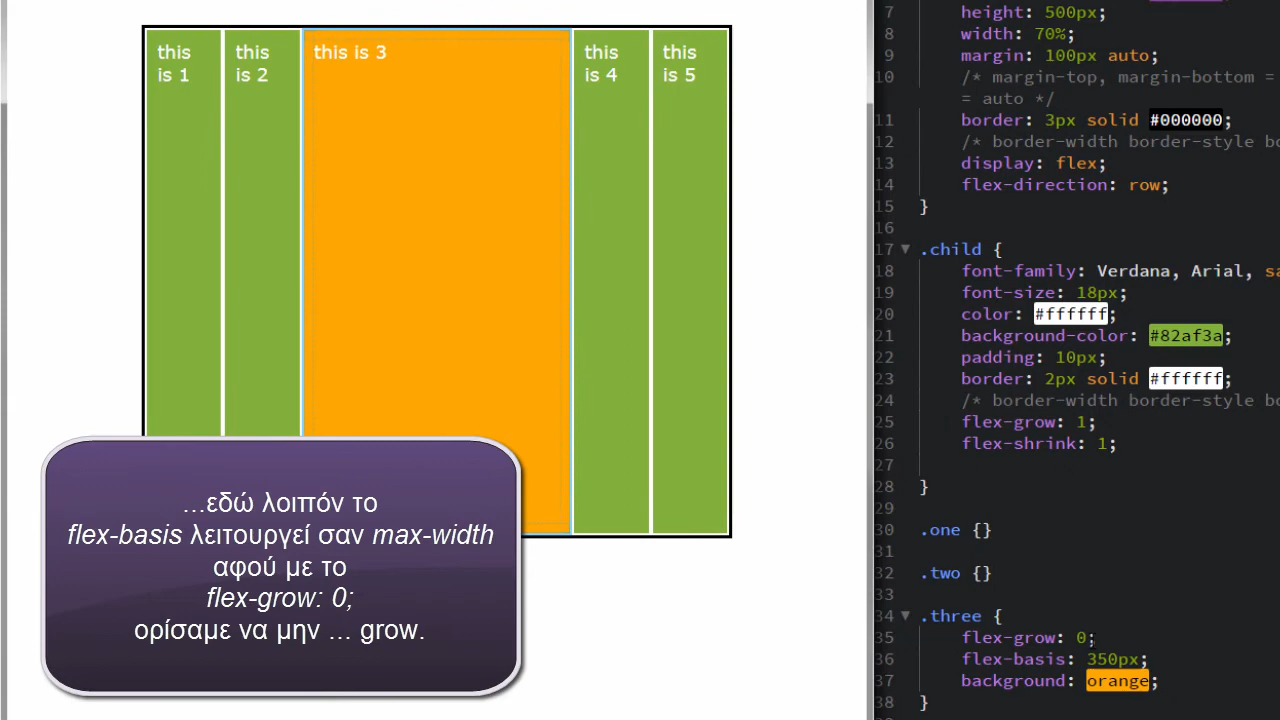 this
is 1
this
is 2
this is 3
this
is 4
this
is 5
...εδώ λοιπόν το
flex-basis λειτουργεί σαν max-width
αφού με το
flex-grow: 0;
ορίσαμε να μην ... grow.
7 height: 500px;
8 width: 70%;
9 margin: 100px auto;
10 /* margin-top, margin-bottom =
= auto */
11 border: 3px solid #000000;
12 /* border-width border-style bo
13 display: flex;
14 flex-direction: row;
15 }
16
17 .child {
18 font-family: Verdana, Arial, sa
19 font-size: 18px;
20 color: #ffffff;
21 background-color: #82af3a;
22 padding: 10px;
23 border: 2px solid #ffffff;
24 /* border-width border-style bo
25 flex-grow: 1;
26 flex-shrink: 1;
27
28 }
29
30 .one {}
31
32 .two {}
33
34 .three {
35 flex-grow: 0;
36 flex-basis: 350px;
37 background: orange;
38 }